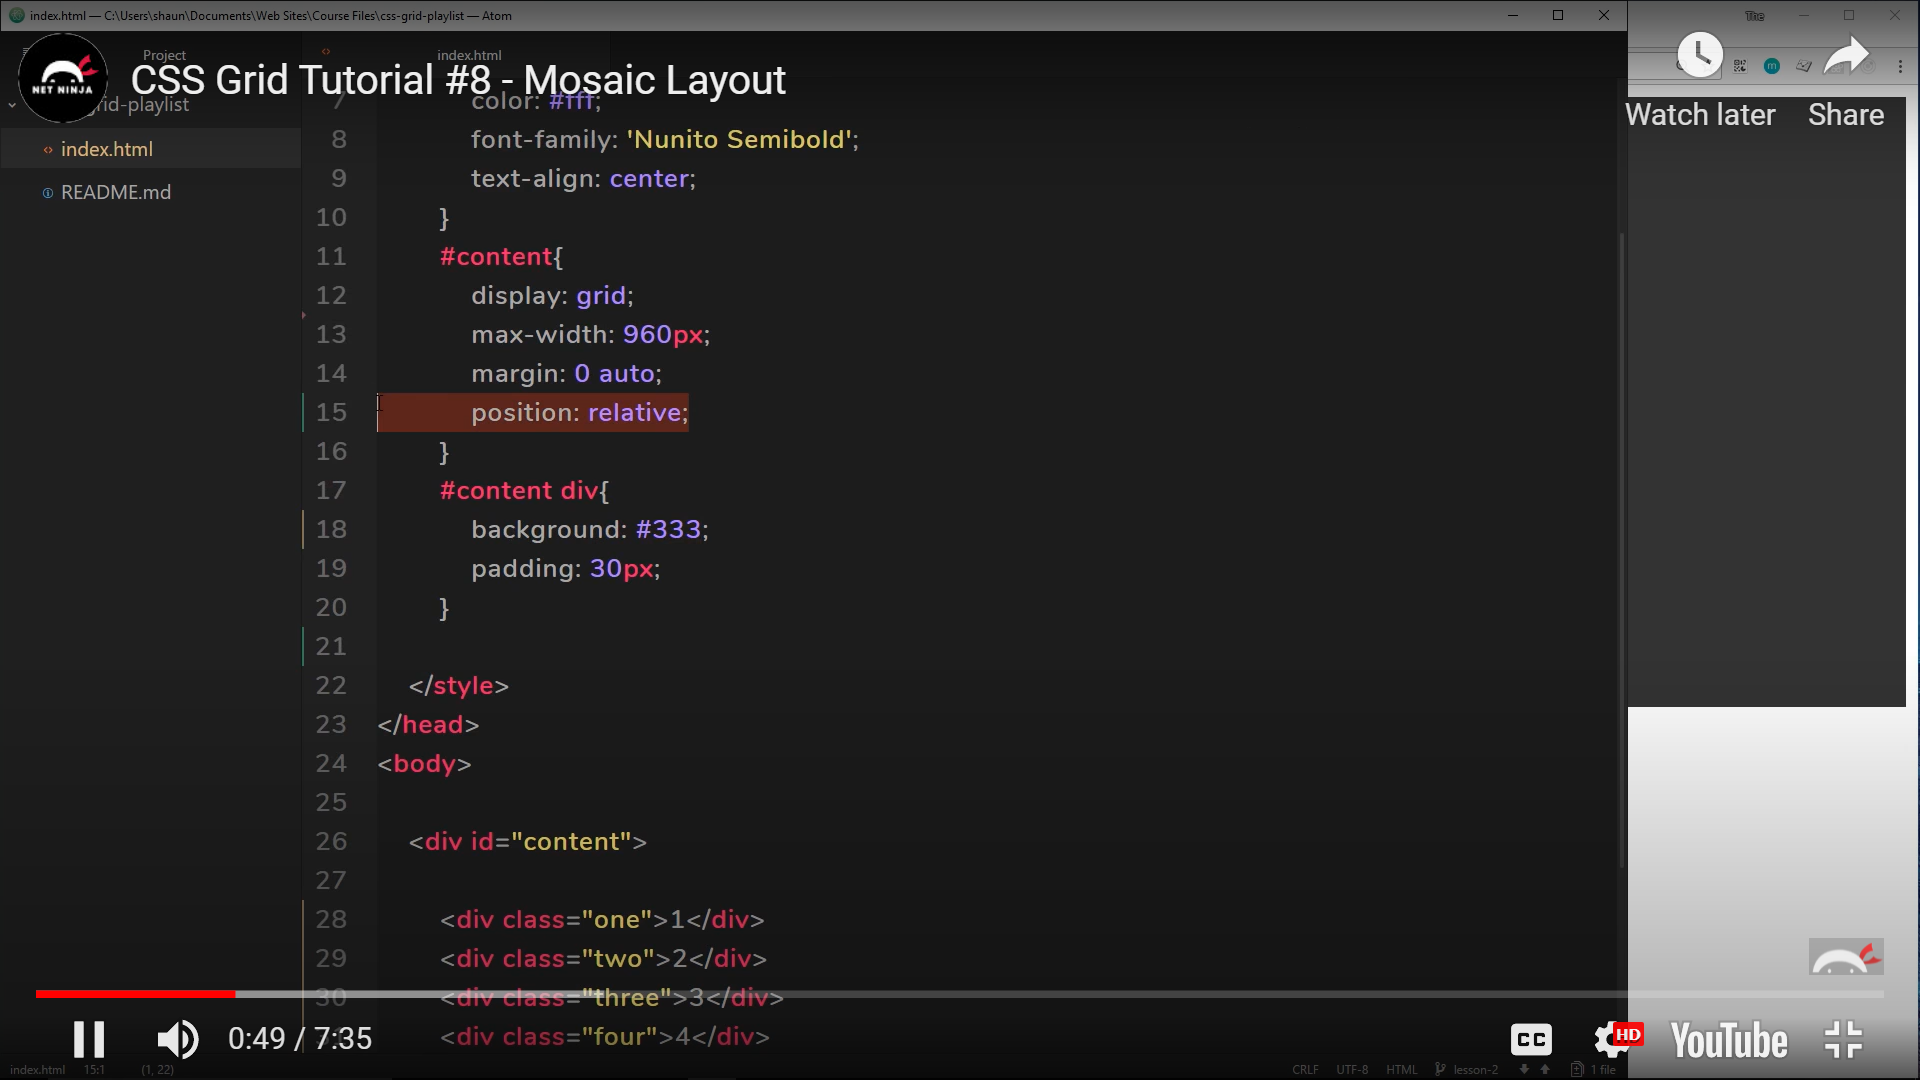 index.html — C:\Users\shaun\Documents\Web Sites\Course Files\css-grid-playlist — Atom
The
Project
index.html
NET NINJA
CSS Grid Tutorial #8 - Mosaic Layout
Watch later
Share
rid-playlist
index.html
README.md
7 color: #fff;
8 font-family: 'Nunito Semibold';
9 text-align: center;
10 }
11 #content{
12 display: grid;
13 max-width: 960px;
14 margin: 0 auto;
15 position: relative;
16 }
17 #content div{
18 background: #333;
19 padding: 30px;
20 }
21
22 </style>
23 </head>
24 <body>
25
26 <div id="content">
27
28 <div class="one">1</div>
29 <div class="two">2</div>
30 <div class="three">3</div>
<div class="four">4</div>
0:49 / 7:35
CC
HD
YouTube
index.html 15:1 (1, 22)
CRLF UTF-8 HTML lesson-2 1 file
m